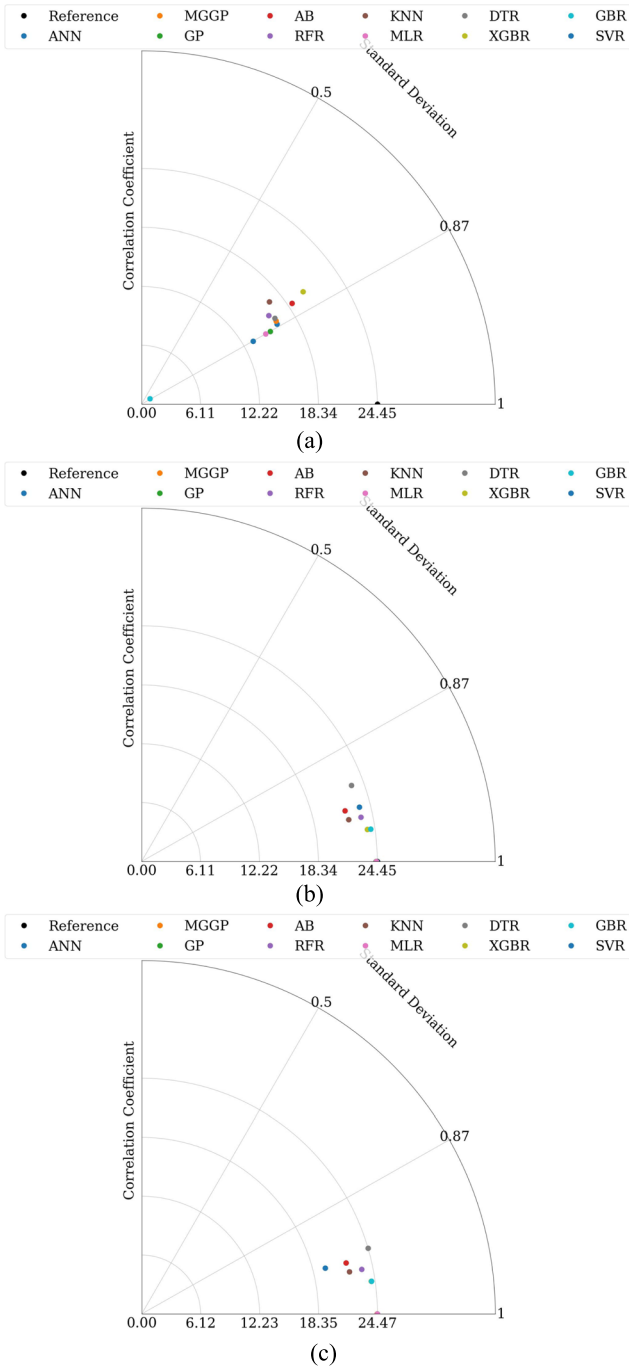 Reference MGGP AB KNN DTR GBR
ANN GP RFR MLR XGBR SVR
Standard Deviation
0.5
Correlation Coefficient
0.87
1
0.00 6.11 12.22 18.34 24.45
(a)
Reference MGGP AB KNN DTR GBR
ANN GP RFR MLR XGBR SVR
Standard Deviation
0.5
Correlation Coefficient
0.87
1
0.00 6.11 12.22 18.34 24.45
(b)
Reference MGGP AB KNN DTR GBR
ANN GP RFR MLR XGBR SVR
Standard Deviation
0.5
Correlation Coefficient
0.87
1
0.00 6.12 12.23 18.35 24.47
(c)